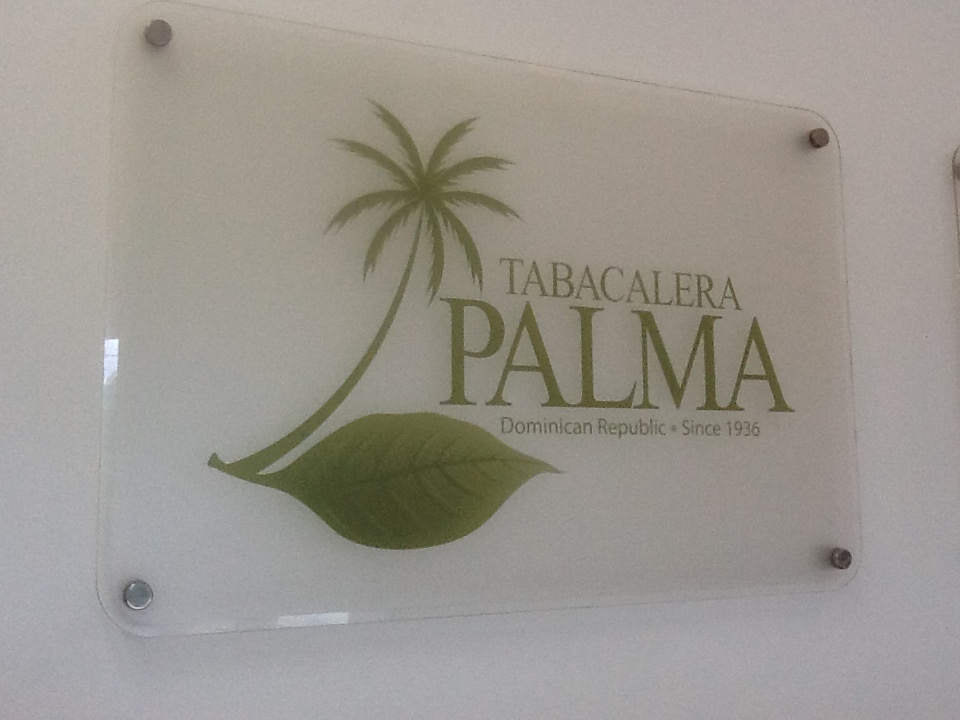 TABACALERA
PALMA
Dominican Republic • Since 1936